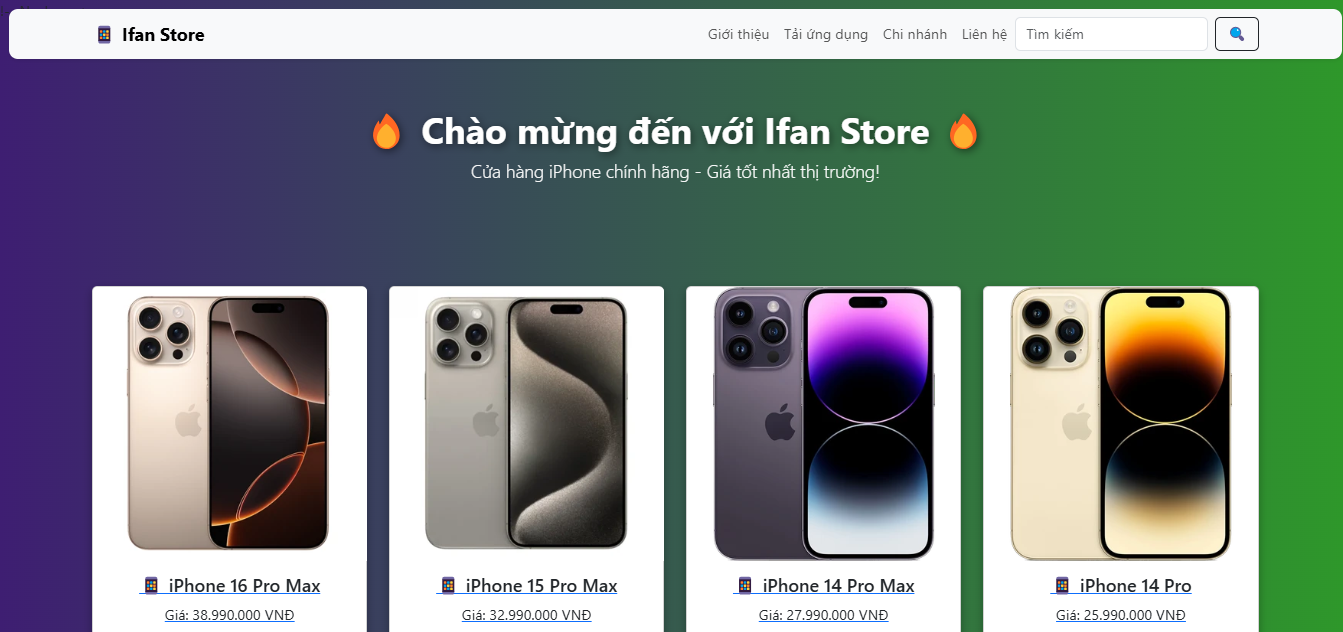 Ifan Store
Giới thiệu Tải ứng dụng Chi nhánh Liên hệ Tìm kiếm
Chào mừng đến với Ifan Store
Cửa hàng iPhone chính hãng - Giá tốt nhất thị trường!
iPhone 16 Pro Max
Giá: 38.990.000 VNĐ
iPhone 15 Pro Max
Giá: 32.990.000 VNĐ
iPhone 14 Pro Max
Giá: 27.990.000 VNĐ
iPhone 14 Pro
Giá: 25.990.000 VNĐ